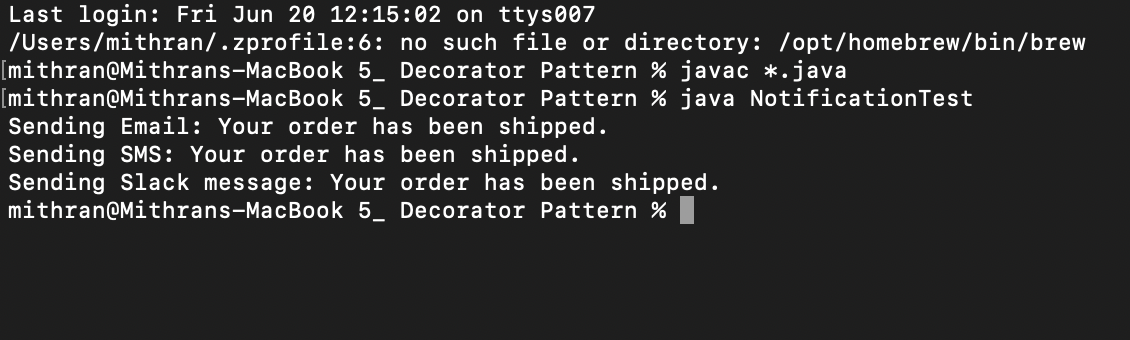 Last login: Fri Jun 20 12:15:02 on ttys007
/Users/mithran/.zprofile:6: no such file or directory: /opt/homebrew/bin/brew
[mithran@Mithrans-MacBook 5_ Decorator Pattern % javac *.java
[mithran@Mithrans-MacBook 5_ Decorator Pattern % java NotificationTest
Sending Email: Your order has been shipped.
Sending SMS: Your order has been shipped.
Sending Slack message: Your order has been shipped.
mithran@Mithrans-MacBook 5_ Decorator Pattern %